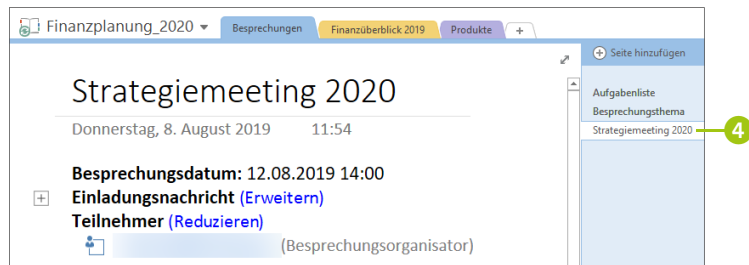 Finanzplanung_2020 Besprechungen Finanzüberblick 2019 Produkte +
Seite hinzufügen
Strategiemeeting 2020
Donnerstag, 8. August 2019 11:54
Aufgabenliste
Besprechungsthema
Strategiemeeting 2020 4
Besprechungsdatum: 12.08.2019 14:00
Einladungsnachricht (Erweitern)
Teilnehmer (Reduzieren)
(Besprechungsorganisator)